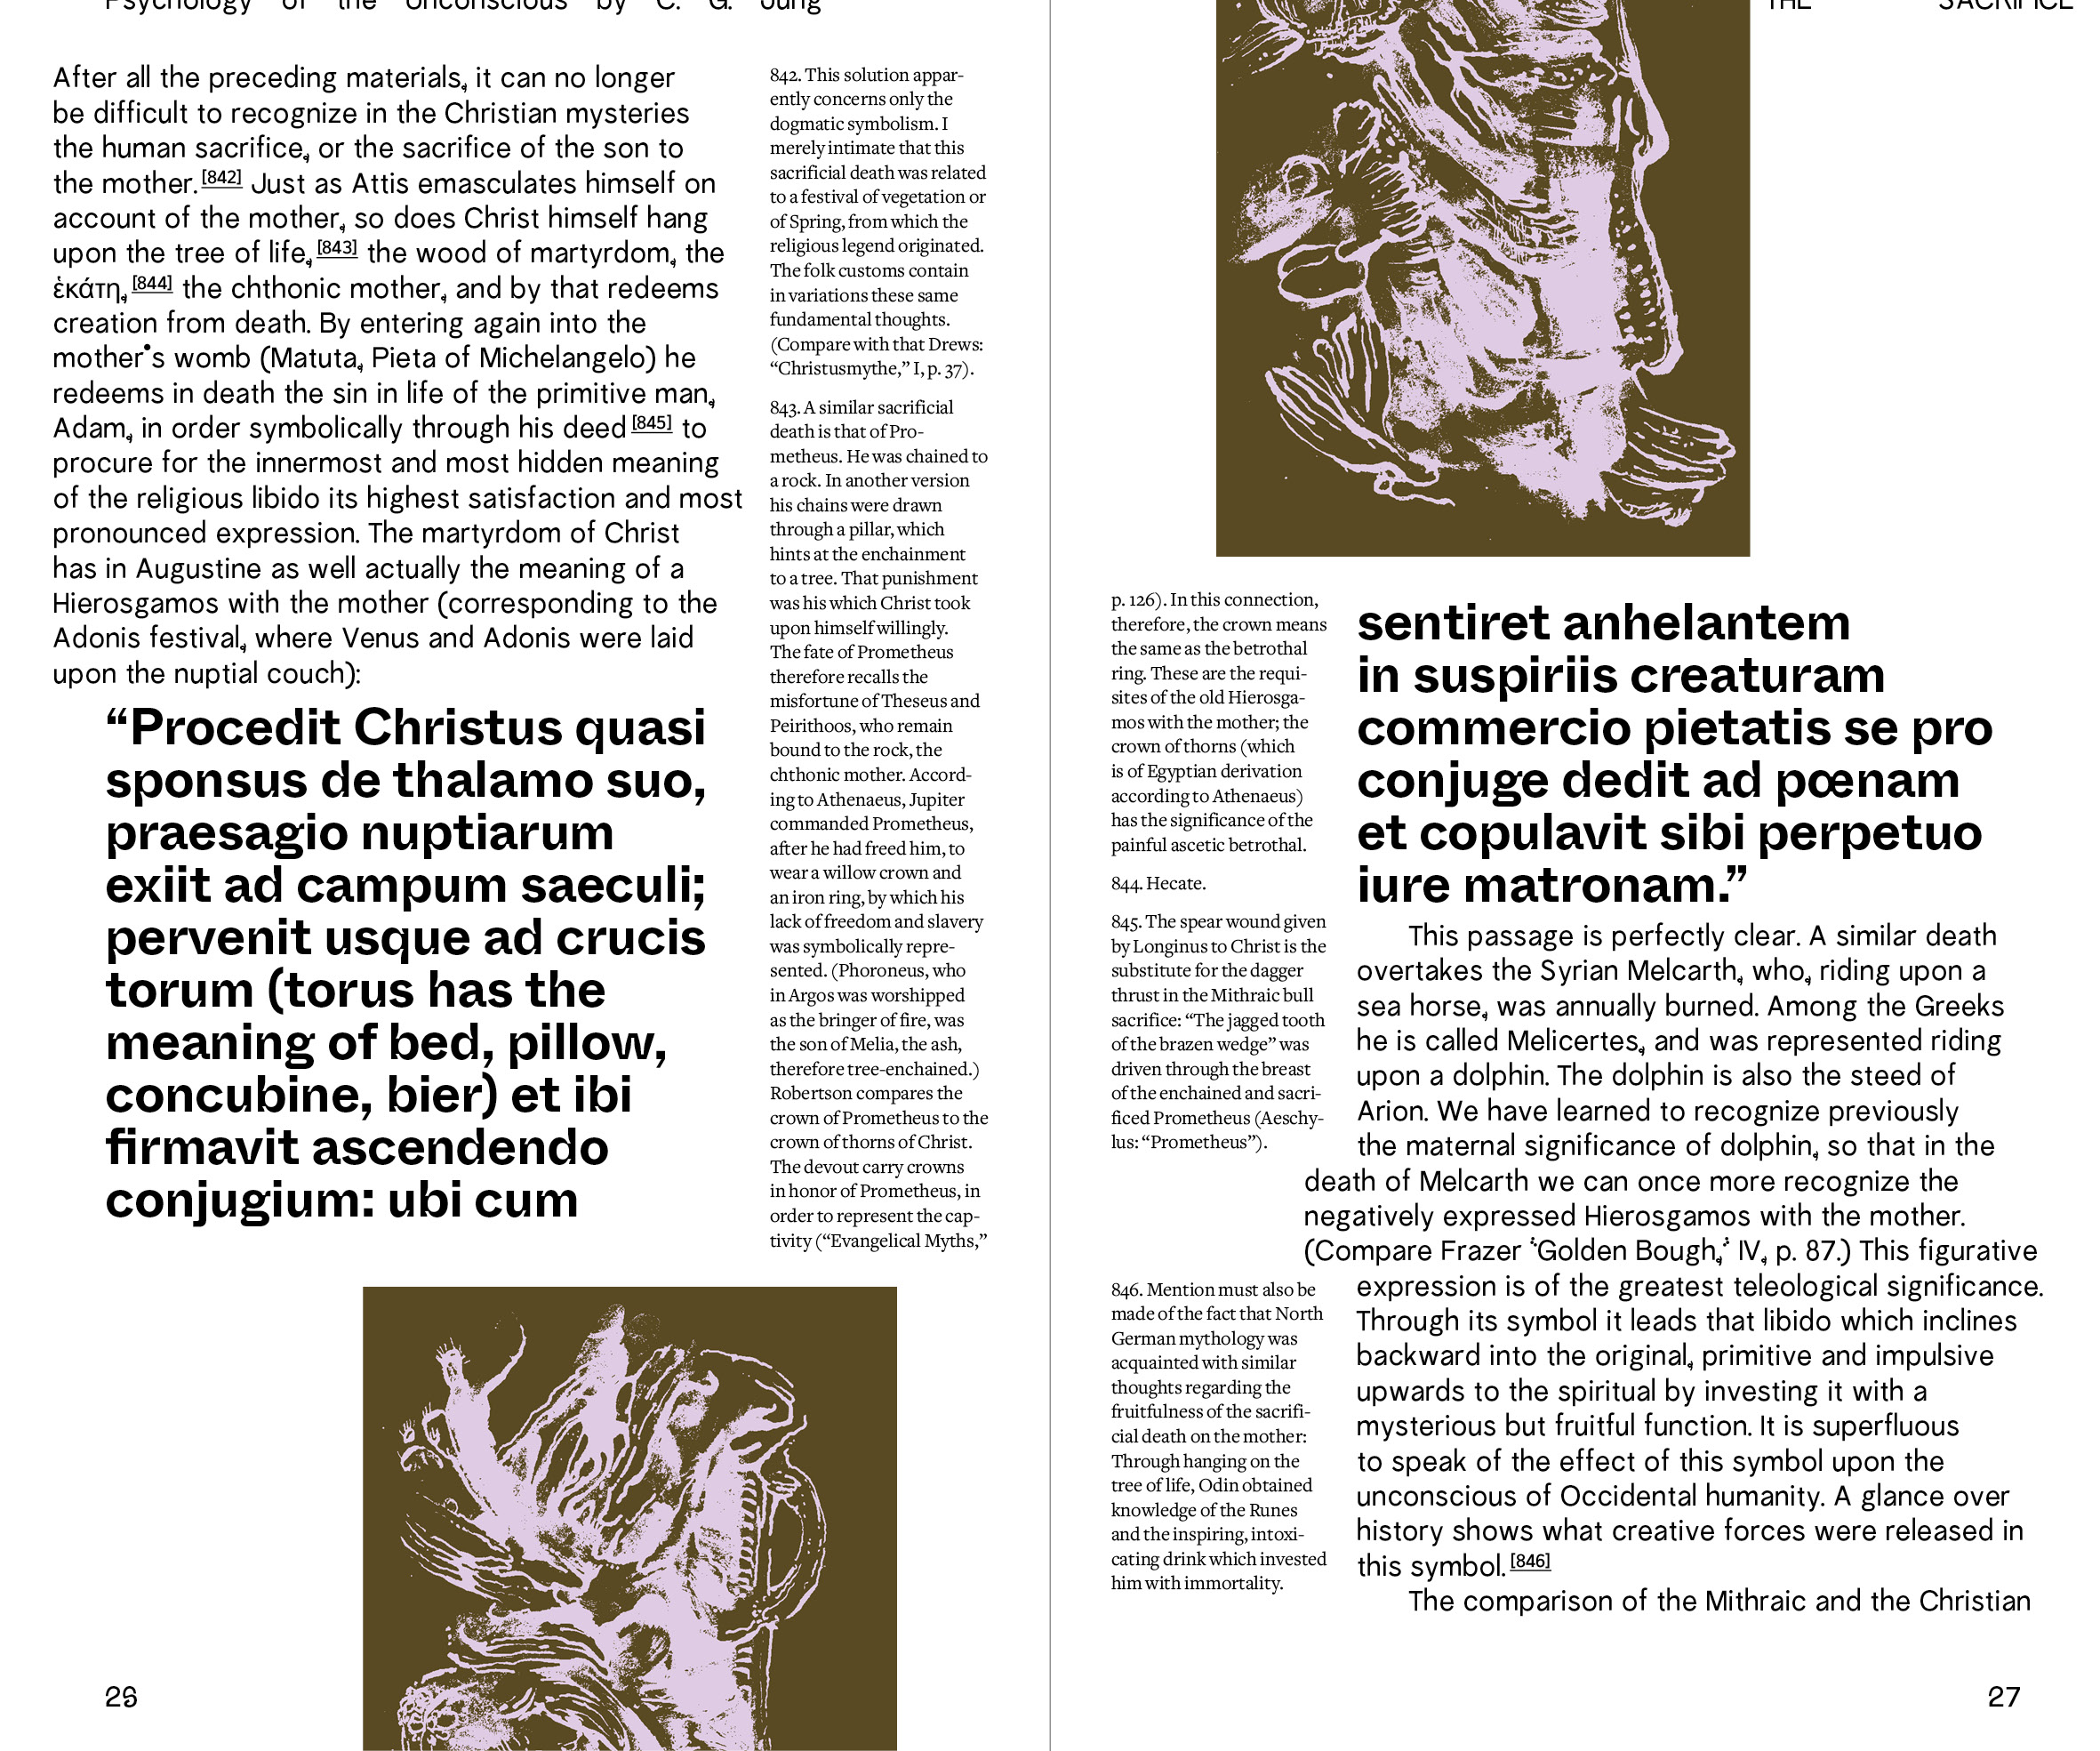 Psychology of the Unconscious by C. G. Jung
After all the preceding materials, it can no longer
be difficult to recognize in the Christian mysteries
the human sacrifice, or the sacrifice of the son to
the mother.[842] Just as Attis emasculates himself on
account of the mother, so does Christ himself hang
upon the tree of life,[843] the wood of martyrdom, the
ἑκάτη,[844] the chthonic mother, and by that redeems
creation from death. By entering again into the
mother's womb (Matuta, Pieta of Michelangelo) he
redeems in death the sin in life of the primitive man,
Adam, in order symbolically through his deed[845] to
procure for the innermost and most hidden meaning
of the religious libido its highest satisfaction and most
pronounced expression. The martyrdom of Christ
has in Augustine as well actually the meaning of a
Hierosgamos with the mother (corresponding to the
Adonis festival, where Venus and Adonis were laid
upon the nuptial couch):
“Procedit Christus quasi
sponsus de thalamo suo,
praesagio nuptiarum
exiit ad campum saeculi;
pervenit usque ad crucis
torum (torus has the
meaning of bed, pillow,
concubine, bier) et ibi
firmavit ascendendo
conjugium: ubi cum
842. This solution appar-
ently concerns only the
dogmatic symbolism. I
merely intimate that this
sacrificial death was related
to a festival of vegetation or
of Spring, from which the
religious legend originated.
The folk customs contain
in variations these same
fundamental thoughts.
(Compare with that Drews:
“Christusmythe,” I, p. 37).
843. A similar sacrificial
death is that of Pro-
metheus. He was chained to
a rock. In another version
his chains were drawn
through a pillar, which
hints at the enchainment
to a tree. That punishment
was his which Christ took
upon himself willingly.
The fate of Prometheus
therefore recalls the
misfortune of Theseus and
Peirithoos, who remain
bound to the rock, the
chthonic mother. Accord-
ing to Athenaeus, Jupiter
commanded Prometheus,
after he had freed him, to
wear a willow crown and
an iron ring, by which his
lack of freedom and slavery
was symbolically repre-
sented. (Phoroneus, who
in Argos was worshipped
as the bringer of fire, was
the son of Melia, the ash,
therefore tree-enchained.)
Robertson compares the
crown of Prometheus to the
crown of thorns of Christ.
The devout carry crowns
in honor of Prometheus, in
order to represent the cap-
tivity (“Evangelical Myths,”
26
THE SACRIFICE
p. 126). In this connection,
therefore, the crown means
the same as the betrothal
ring. These are the requi-
sites of the old Hierosga-
mos with the mother; the
crown of thorns (which
is of Egyptian derivation
according to Athenaeus)
has the significance of the
painful ascetic betrothal.
844. Hecate.
845. The spear wound given
by Longinus to Christ is the
substitute for the dagger
thrust in the Mithraic bull
sacrifice: “The jagged tooth
of the brazen wedge” was
driven through the breast
of the enchained and sacri-
ficed Prometheus (Aeschy-
lus: “Prometheus”).
846. Mention must also be
made of the fact that North
German mythology was
acquainted with similar
thoughts regarding the
fruitfulness of the sacrifi-
cial death on the mother:
Through hanging on the
tree of life, Odin obtained
knowledge of the Runes
and the inspiring, intoxi-
cating drink which invested
him with immortality.
sentiret anhelantem
in suspiriis creaturam
commercio pietatis se pro
conjuge dedit ad pœnam
et copulavit sibi perpetuo
iure matronam.”
This passage is perfectly clear. A similar death
overtakes the Syrian Melcarth, who, riding upon a
sea horse, was annually burned. Among the Greeks
he is called Melicertes, and was represented riding
upon a dolphin. The dolphin is also the steed of
Arion. We have learned to recognize previously
the maternal significance of dolphin, so that in the
death of Melcarth we can once more recognize the
negatively expressed Hierosgamos with the mother.
(Compare Frazer “Golden Bough,” IV, p. 87.) This figurative
expression is of the greatest teleological significance.
Through its symbol it leads that libido which inclines
backward into the original, primitive and impulsive
upwards to the spiritual by investing it with a
mysterious but fruitful function. It is superfluous
to speak of the effect of this symbol upon the
unconscious of Occidental humanity. A glance over
history shows what creative forces were released in
this symbol.[846]
The comparison of the Mithraic and the Christian
27